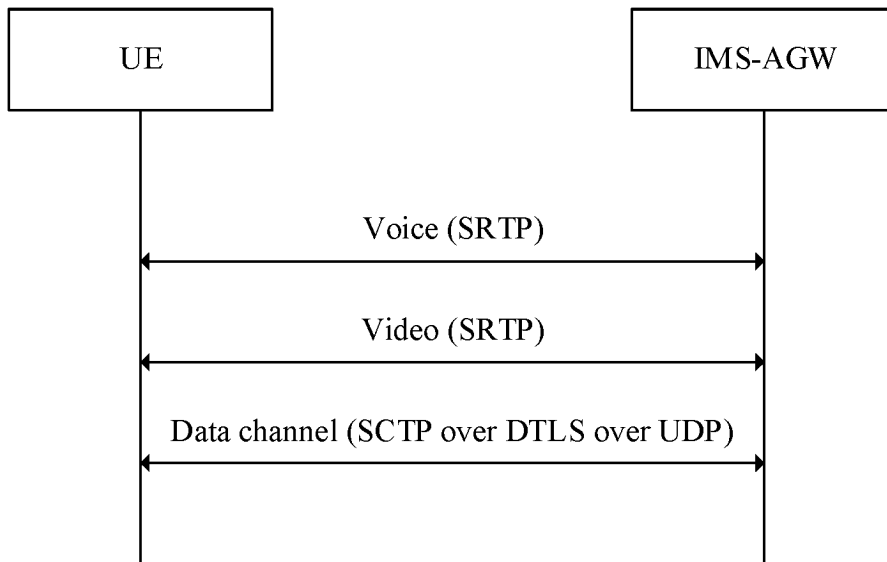 UE
IMS-AGW
Voice (SRTP)
Video (SRTP)
Data channel (SCTP over DTLS over UDP)